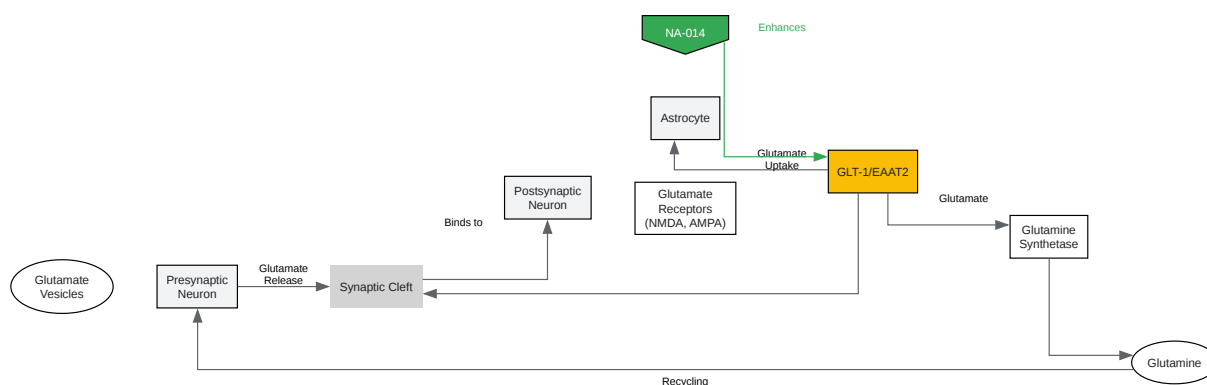 NA-014
Enhances
Astrocyte
Glutamate
Uptake
GLT-1/EAAT2
Postsynaptic
Neuron
Glutamate
Receptors
(NMDA, AMPA)
Glutamate
Binds to
Glutamine
Synthetase
Glutamate
Vesicles
Presynaptic
Neuron
Glutamate
Release
Synaptic Cleft
Glutamine
Recycling